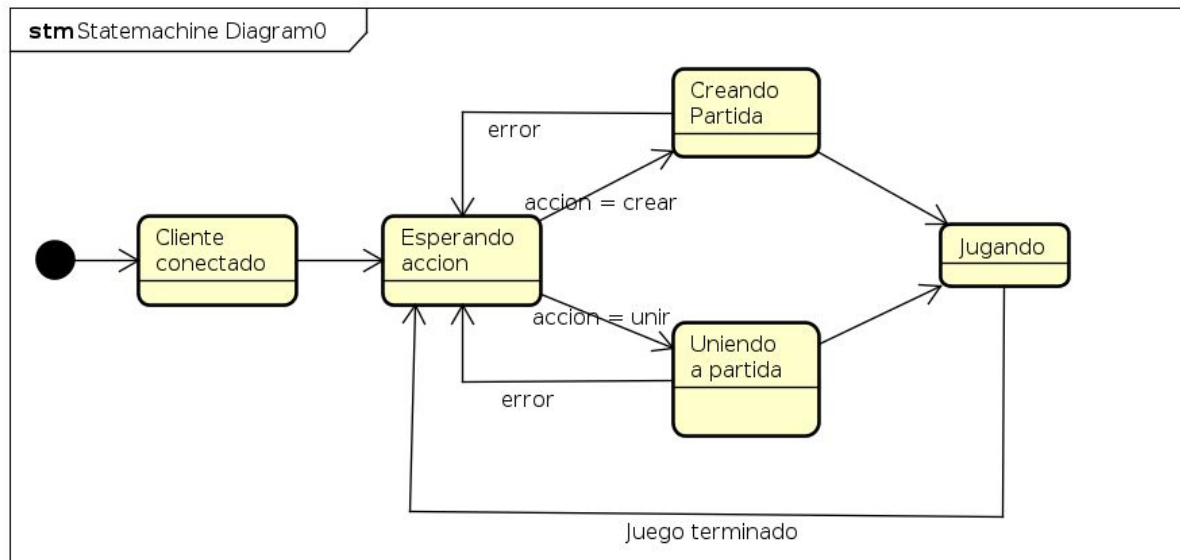 stm Statemachine Diagram0
Creando
Partida
error
accion = crear
Cliente
conectado
Esperando
accion
Jugando
accion = unir
Uniendo
a partida
error
Juego terminado